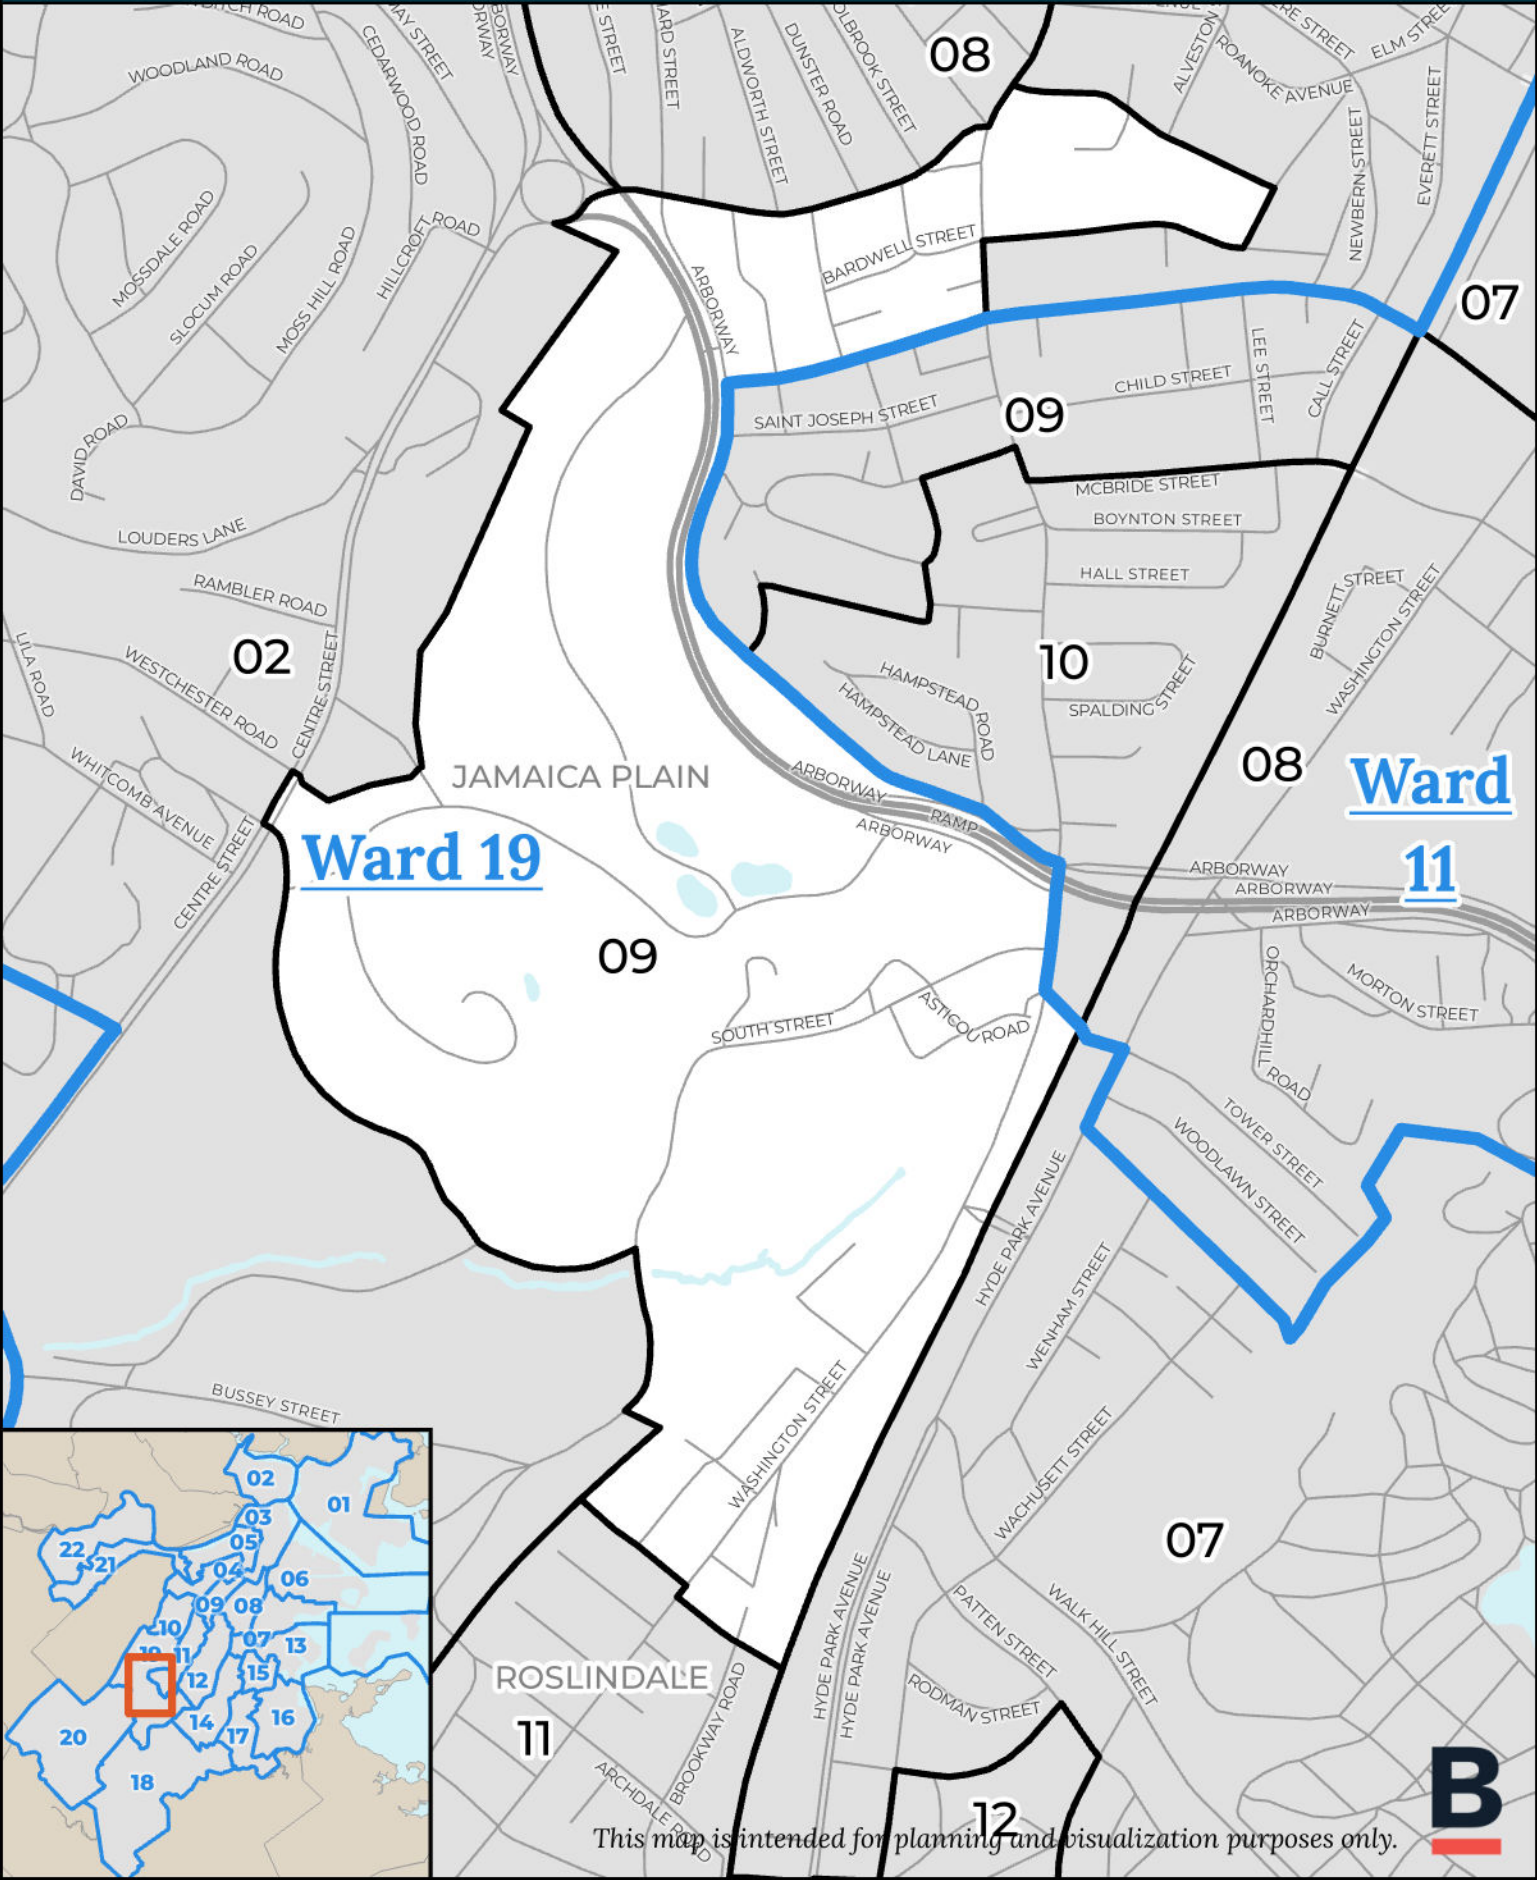 08
WOODLAND ROAD
CEDARWOOD ROAD
MAY STREET
ALDWORTH STREET
DUNSTER ROAD
ALVESTON
ROANOKE AVENUE
ELM STREET
NEWBERN STREET
EVERETT STREET
MOSSDALE ROAD
SLOCUM ROAD
MOSS HILL ROAD
HILLCROFT ROAD
ARBORWAY
BARDWELL STREET
07
SAINT JOSEPH STREET
09
CHILD STREET
LEE STREET
CALL STREET
DAVID ROAD
LOUDERS LANE
MCBRIDE STREET
BOYNTON STREET
HALL STREET
RAMBLER ROAD
BURNETT STREET
WASHINGTON STREET
02
LILA ROAD
WESTCHESTER ROAD
CENTRE STREET
10
HAMPSTEAD ROAD
HAMPSTEAD LANE
SPALDING STREET
WHITCOMB AVENUE
JAMAICA PLAIN
08
Ward
11
ARBORWAY
RAMP
ARBORWAY
Ward 19
CENTRE STREET
ARBORWAY
ARBORWAY
ARBORWAY
09
SOUTH STREET
ASTICOU ROAD
ORCHARDHILL ROAD
MORTON STREET
TOWER STREET
WOODLAWN STREET
HYDE PARK AVENUE
WENHAM STREET
BUSSEY STREET
WASHINGTON STREET
WACHUSETT STREET
07
HYDE PARK AVENUE
HYDE PARK AVENUE
PATTEN STREET
WALK HILL STREET
RODMAN STREET
ROSLINDALE
11
BROOKWAY ROAD
ARCHDALE ROAD
12
02
01
03
05
22
21
04
06
09
08
10
07
13
19
11
12
15
14
17
16
20
18
This map is intended for planning and visualization purposes only.
B